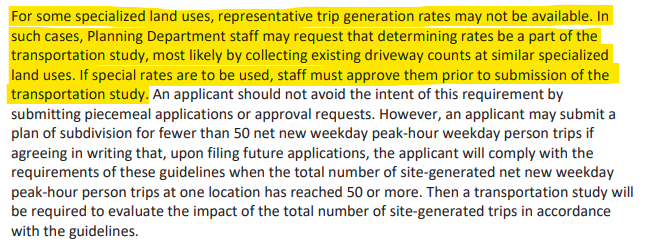 For some specialized land uses, representative trip generation rates may not be available. In
such cases, Planning Department staff may request that determining rates be a part of the
transportation study, most likely by collecting existing driveway counts at similar specialized
land uses. If special rates are to be used, staff must approve them prior to submission of the
transportation study. An applicant should not avoid the intent of this requirement by
submitting piecemeal applications or approval requests. However, an applicant may submit a
plan of subdivision for fewer than 50 net new weekday peak-hour weekday person trips if
agreeing in writing that, upon filing future applications, the applicant will comply with the
requirements of these guidelines when the total number of site-generated net new weekday
peak-hour person trips at one location has reached 50 or more. Then a transportation study will
be required to evaluate the impact of the total number of site-generated trips in accordance
with the guidelines.